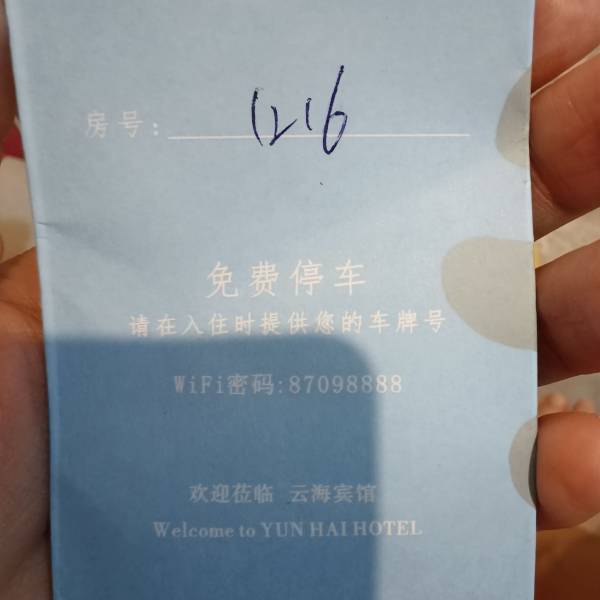 房号: 1216
免费停车
请在入住时提供您的车牌号
WiFi密码:87098888
欢迎莅临 云海宾馆
Welcome to YUN HAI HOTEL